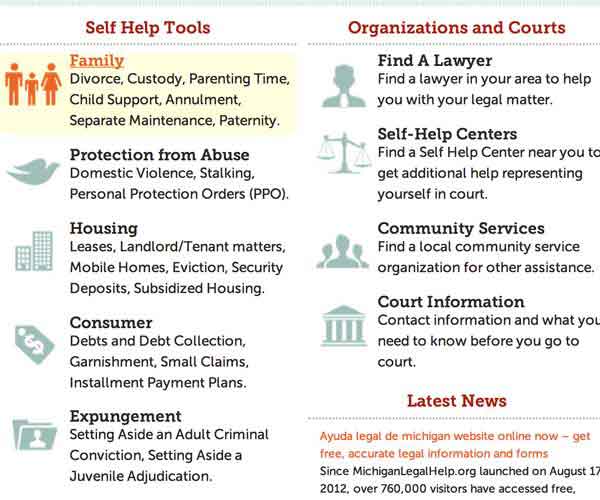 Self Help Tools
Family
Divorce, Custody, Parenting Time,
Child Support, Annulment,
Separate Maintenance, Paternity.
Protection from Abuse
Domestic Violence, Stalking,
Personal Protection Orders (PPO).
Housing
Leases, Landlord/Tenant matters,
Mobile Homes, Eviction, Security
Deposits, Subsidized Housing.
Consumer
Debts and Debt Collection,
Garnishment, Small Claims,
Installment Payment Plans.
Expungement
Setting Aside an Adult Criminal
Conviction, Setting Aside a
Juvenile Adjudication.
Organizations and Courts
Find A Lawyer
Find a lawyer in your area to help
you with your legal matter.
Self-Help Centers
Find a Self Help Center near you to
get additional help representing
yourself in court.
Community Services
Find a local community service
organization for other assistance.
Court Information
Contact information and what you
need to know before you go to
court.
Latest News
Ayuda legal de michigan website online now – get
free, accurate legal information and forms
Since MichiganLegalHelp.org launched on August 17
2012, over 760,000 visitors have accessed free,